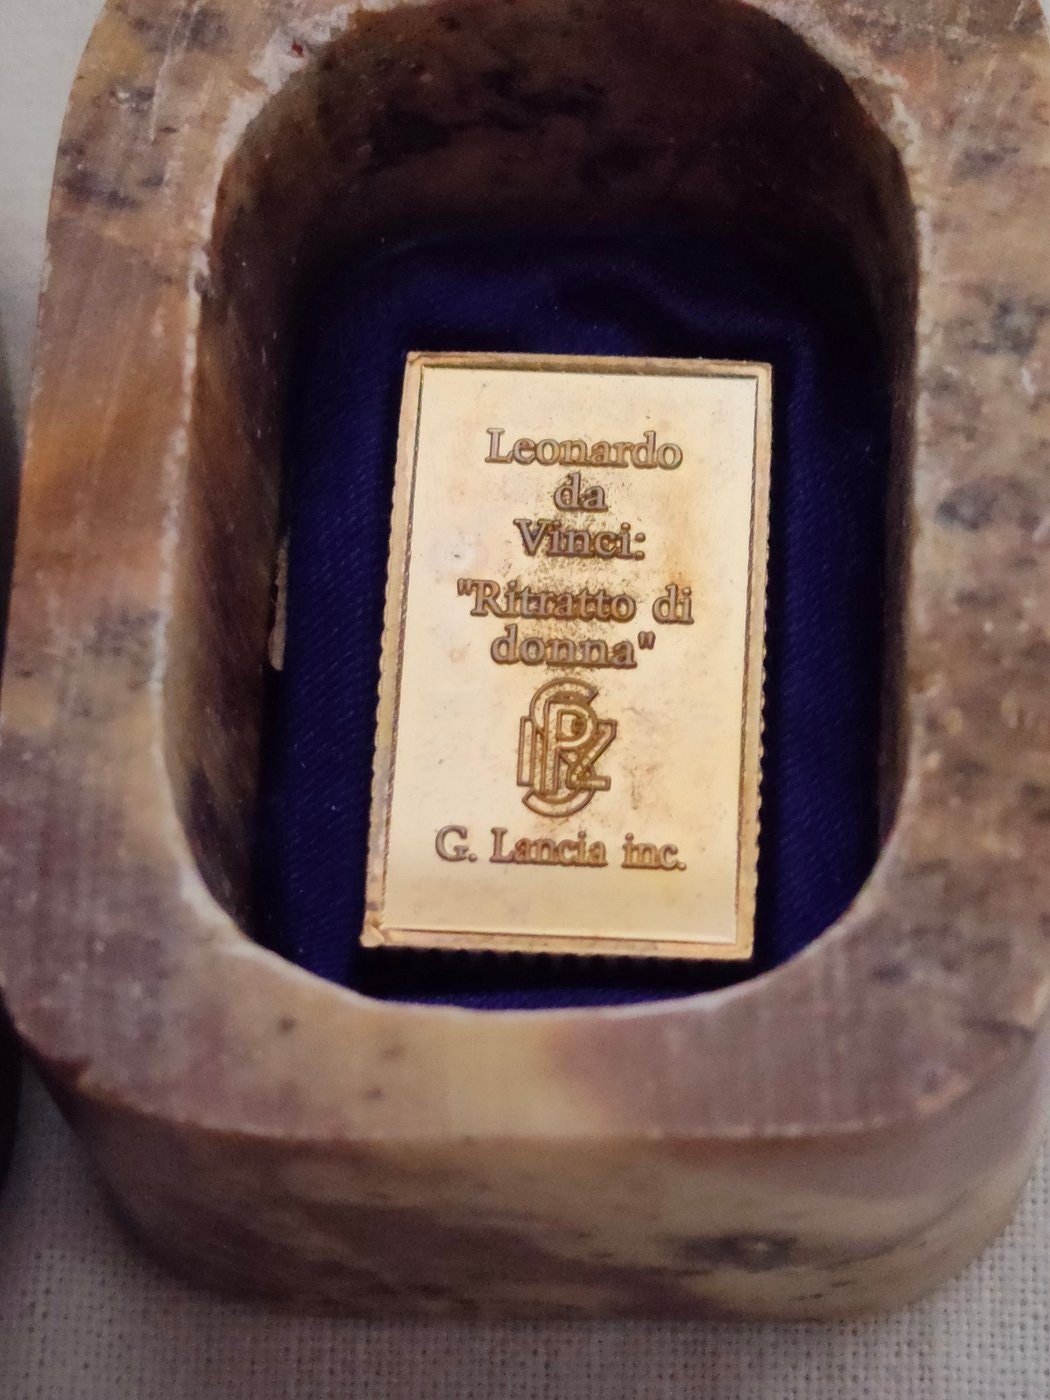 Leonardo
da
Vinci:
"Ritratto di
donna"
G. Lancia inc.